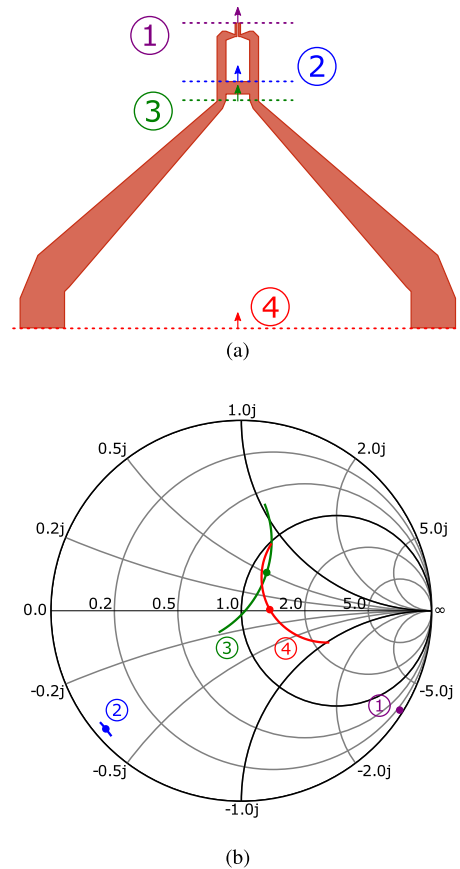 ①
②
③
④
(a)
1.0j
0.5j
2.0j
0.2j
5.0j
0.0
0.2
0.5
1.0
2.0
5.0
∞
③
④
-0.2j
②
①
-5.0j
-0.5j
-2.0j
-1.0j
(b)